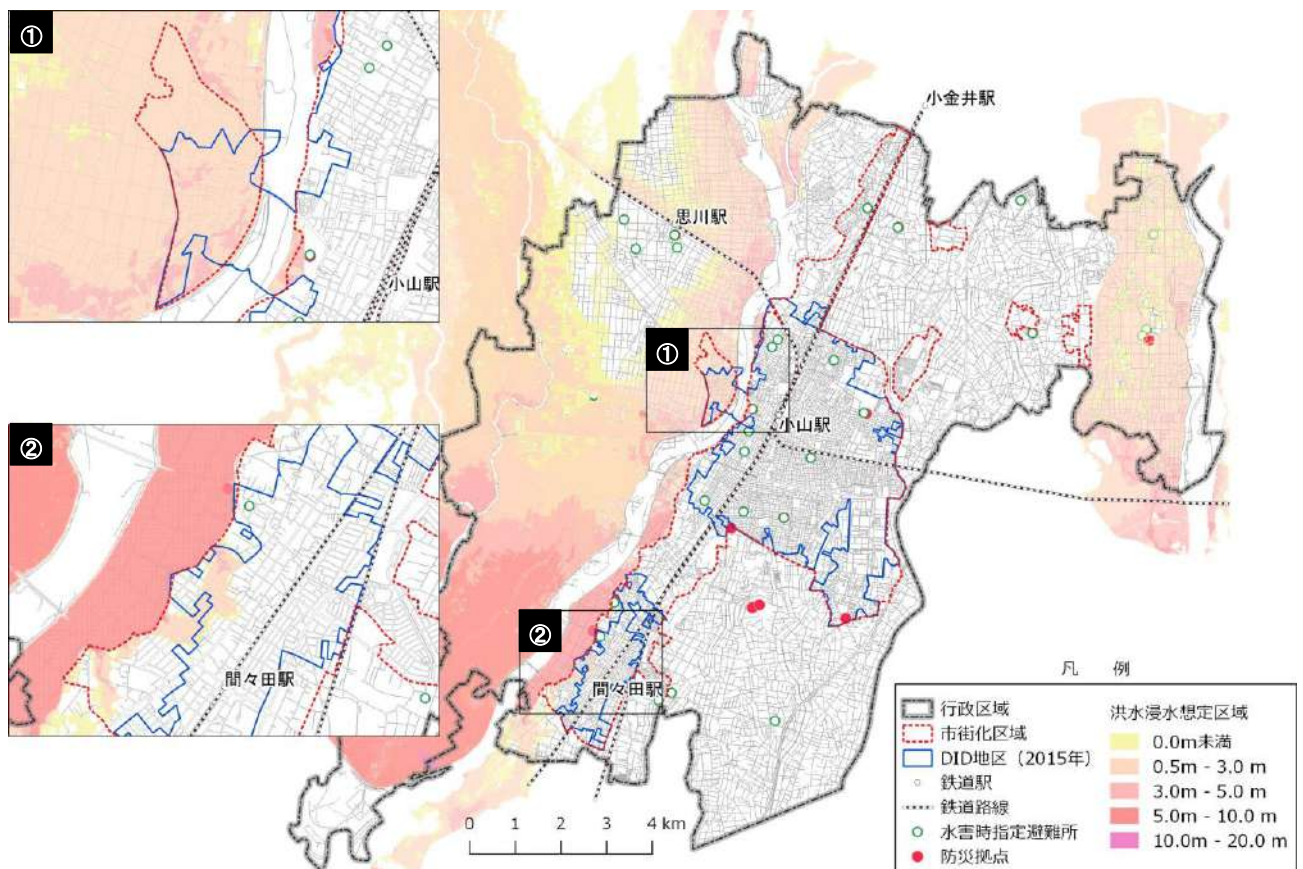 ①
小山駅
②
間々田駅
小金井駅
思川駅
①
小山駅
②
間々田駅
0 1 2 3 4 km
凡 例
行政区域
市街化区域
DID地区（2015年）
鉄道駅
鉄道路線
水害時指定避難所
防災拠点
洪水浸水想定区域
0.0m未満
0.5m - 3.0 m
3.0m - 5.0 m
5.0m - 10.0 m
10.0m - 20.0 m